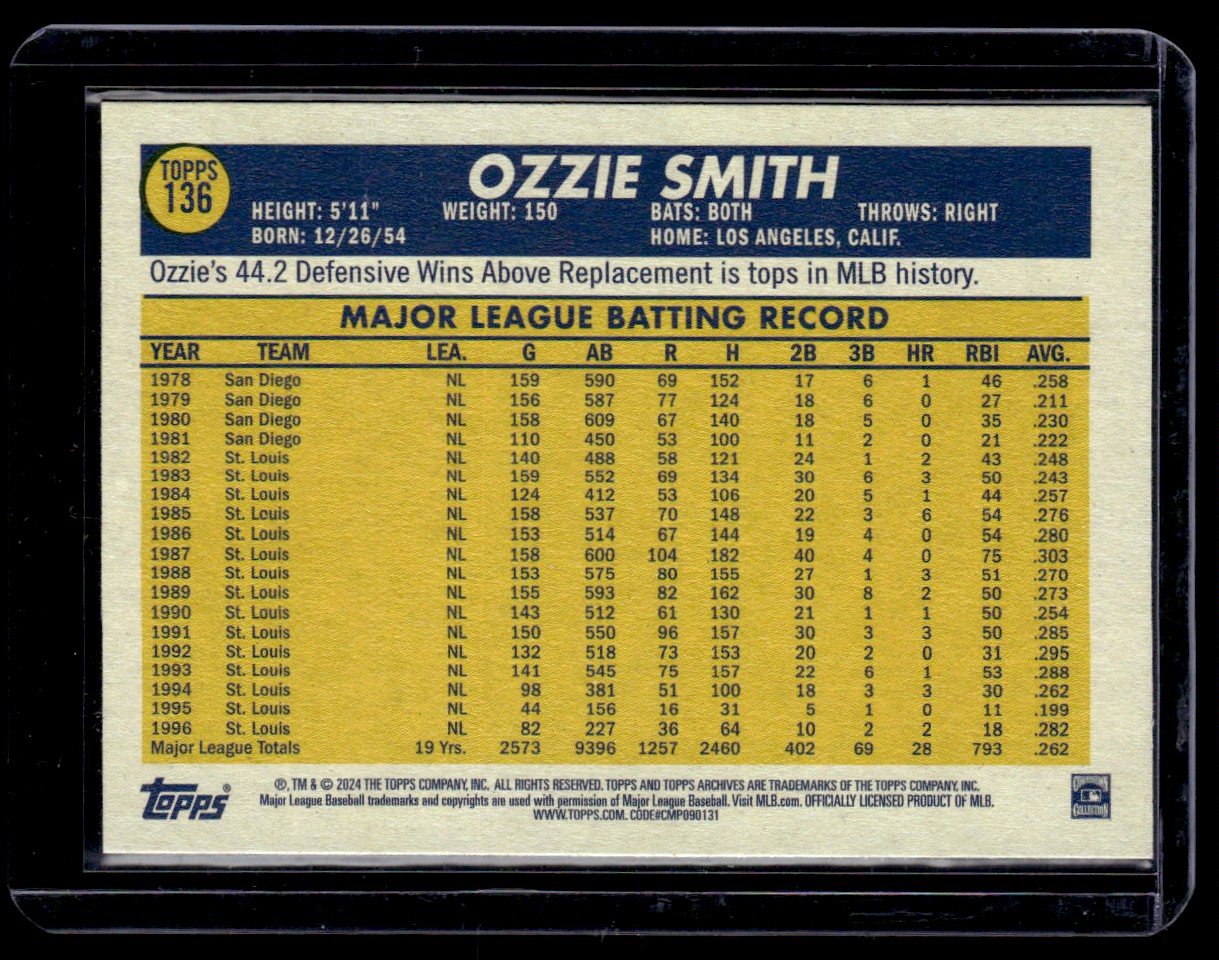 TOPPS
136
OZZIE SMITH
HEIGHT: 5'11" WEIGHT: 150 BATS: BOTH THROWS: RIGHT
BORN: 12/26/54 HOME: LOS ANGELES, CALIF.
Ozzie's 44.2 Defensive Wins Above Replacement is tops in MLB history.
MAJOR LEAGUE BATTING RECORD
YEAR TEAM LEA. G AB R H 2B 3B HR RBI AVG.
1978 San Diego NL 159 590 69 152 17 6 1 46 .258
1979 San Diego NL 156 587 77 124 18 6 0 27 .211
1980 San Diego NL 158 609 67 140 18 5 0 35 .230
1981 San Diego NL 110 450 53 100 11 2 0 21 .222
1982 St. Louis NL 140 488 58 121 24 1 2 43 .248
1983 St. Louis NL 159 552 69 134 30 6 3 50 .243
1984 St. Louis NL 124 412 53 106 20 5 1 44 .257
1985 St. Louis NL 158 537 70 148 22 3 6 54 .276
1986 St. Louis NL 153 514 67 144 19 4 0 54 .280
1987 St. Louis NL 158 600 104 182 40 4 0 75 .303
1988 St. Louis NL 153 575 80 155 27 1 3 51 .270
1989 St. Louis NL 155 593 82 162 30 8 2 50 .273
1990 St. Louis NL 143 512 61 130 21 1 1 50 .254
1991 St. Louis NL 150 550 96 157 30 3 3 50 .285
1992 St. Louis NL 132 518 73 153 20 2 0 31 .295
1993 St. Louis NL 141 545 75 157 22 6 1 53 .288
1994 St. Louis NL 98 381 51 100 18 3 3 30 .262
1995 St. Louis NL 44 156 16 31 5 1 0 11 .199
1996 St. Louis NL 82 227 36 64 10 2 2 18 .282
Major League Totals 19 Yrs. 2573 9396 1257 2460 402 69 28 793 .262
Topps®
®, TM & © 2024 THE TOPPS COMPANY, INC. ALL RIGHTS RESERVED. TOPPS AND TOPPS ARCHIVES ARE TRADEMARKS OF THE TOPPS COMPANY, INC.
Major League Baseball trademarks and copyrights are used with permission of Major League Baseball. Visit MLB.com. OFFICIALLY LICENSED PRODUCT OF MLB.
WWW.TOPPS.COM. CODE#CMP090131
COLLECTION